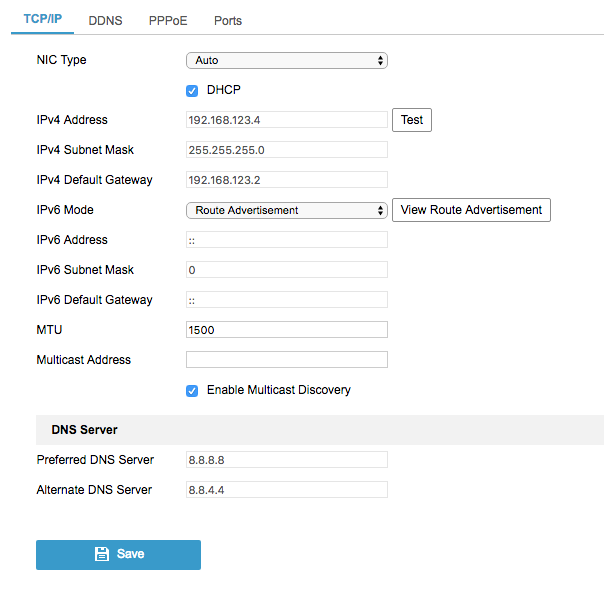 TCP/IP DDNS PPPoE Ports
NIC Type Auto
DHCP
IPv4 Address 192.168.123.4 Test
IPv4 Subnet Mask 255.255.255.0
IPv4 Default Gateway 192.168.123.2
IPv6 Mode Route Advertisement View Route Advertisement
IPv6 Address ::
IPv6 Subnet Mask 0
IPv6 Default Gateway ::
MTU 1500
Multicast Address
Enable Multicast Discovery
DNS Server
Preferred DNS Server 8.8.8.8
Alternate DNS Server 8.8.4.4
Save